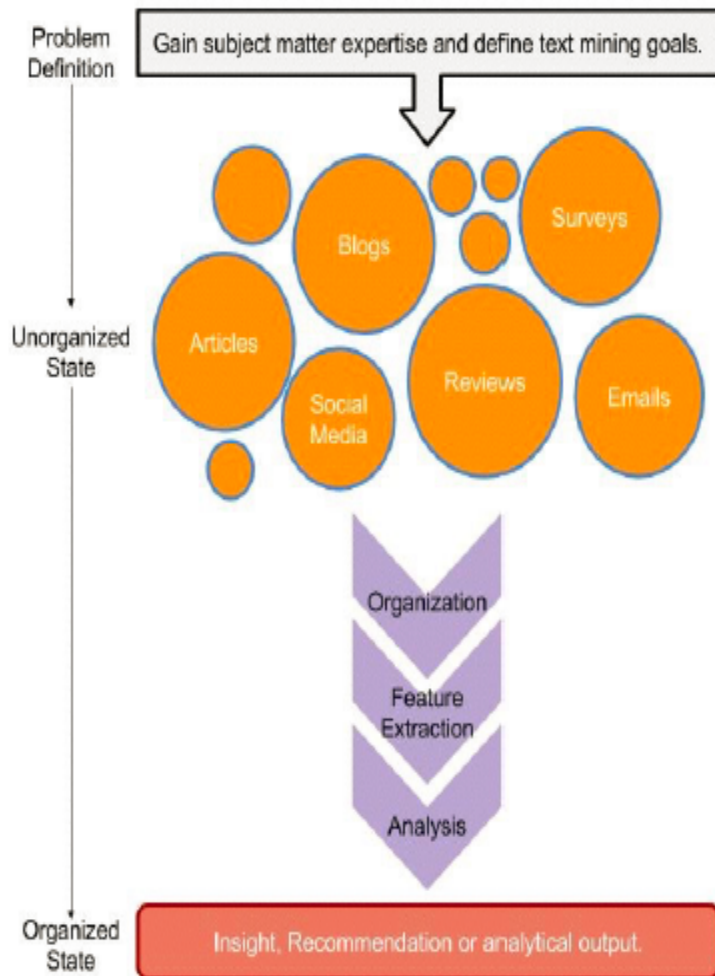 Problem
Definition
Gain subject matter expertise and define text mining goals.
Blogs
Surveys
Unorganized
State
Articles
Social
Media
Reviews
Emails
Organization
Feature
Extraction
Analysis
Organized
State
Insight, Recommendation or analytical output.